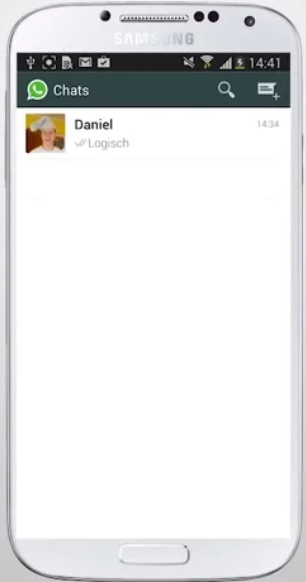 SAMSUNG
14:41
Chats
Daniel
14:34
Logisch